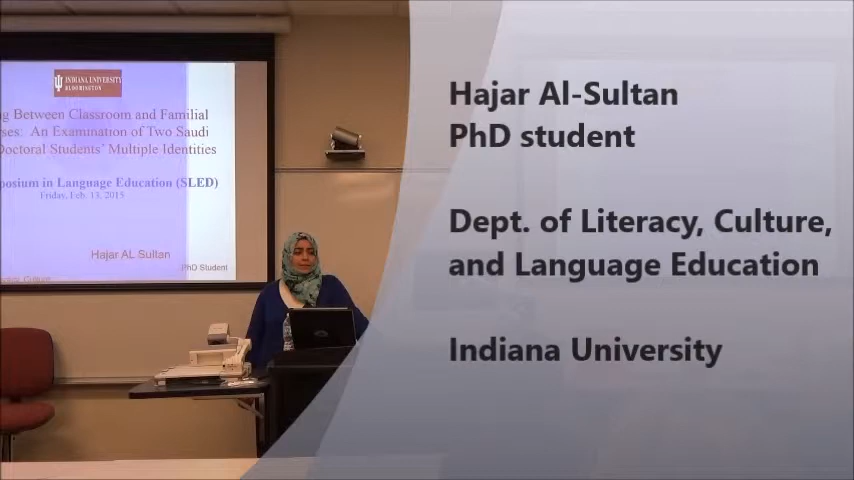 INDIANA UNIVERSITY
BLOOMINGTON
Between Classroom and Familial
An Examination of Two Saudi
Doctoral Students' Multiple Identities
in Language Education (SLED)
Friday, Feb. 13, 2015
Hajar AL Sultan
PhD Student
Hajar Al-Sultan
PhD student
Dept. of Literacy, Culture,
and Language Education
Indiana University